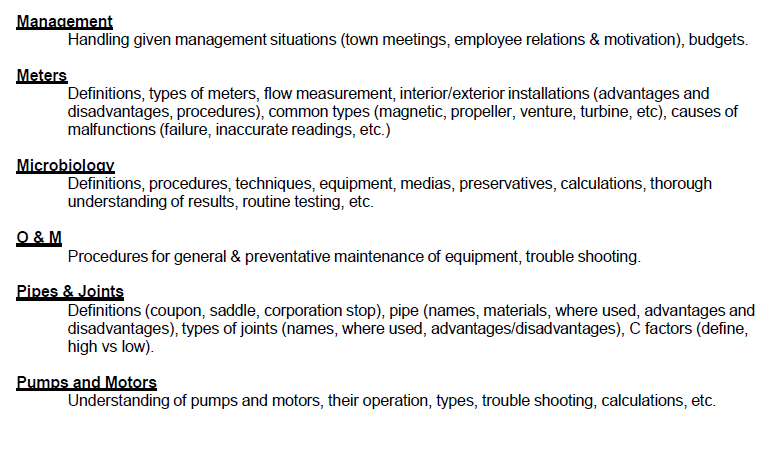 Management
Handling given management situations (town meetings, employee relations & motivation), budgets.
Meters
Definitions, types of meters, flow measurement, interior/exterior installations (advantages and
disadvantages, procedures), common types (magnetic, propeller, venture, turbine, etc), causes of
malfunctions (failure, inaccurate readings, etc.)
Microbiology
Definitions, procedures, techniques, equipment, medias, preservatives, calculations, thorough
understanding of results, routine testing, etc.
O & M
Procedures for general & preventative maintenance of equipment, trouble shooting.
Pipes & Joints
Definitions (coupon, saddle, corporation stop), pipe (names, materials, where used, advantages and
disadvantages), types of joints (names, where used, advantages/disadvantages), C factors (define,
high vs low).
Pumps and Motors
Understanding of pumps and motors, their operation, types, trouble shooting, calculations, etc.